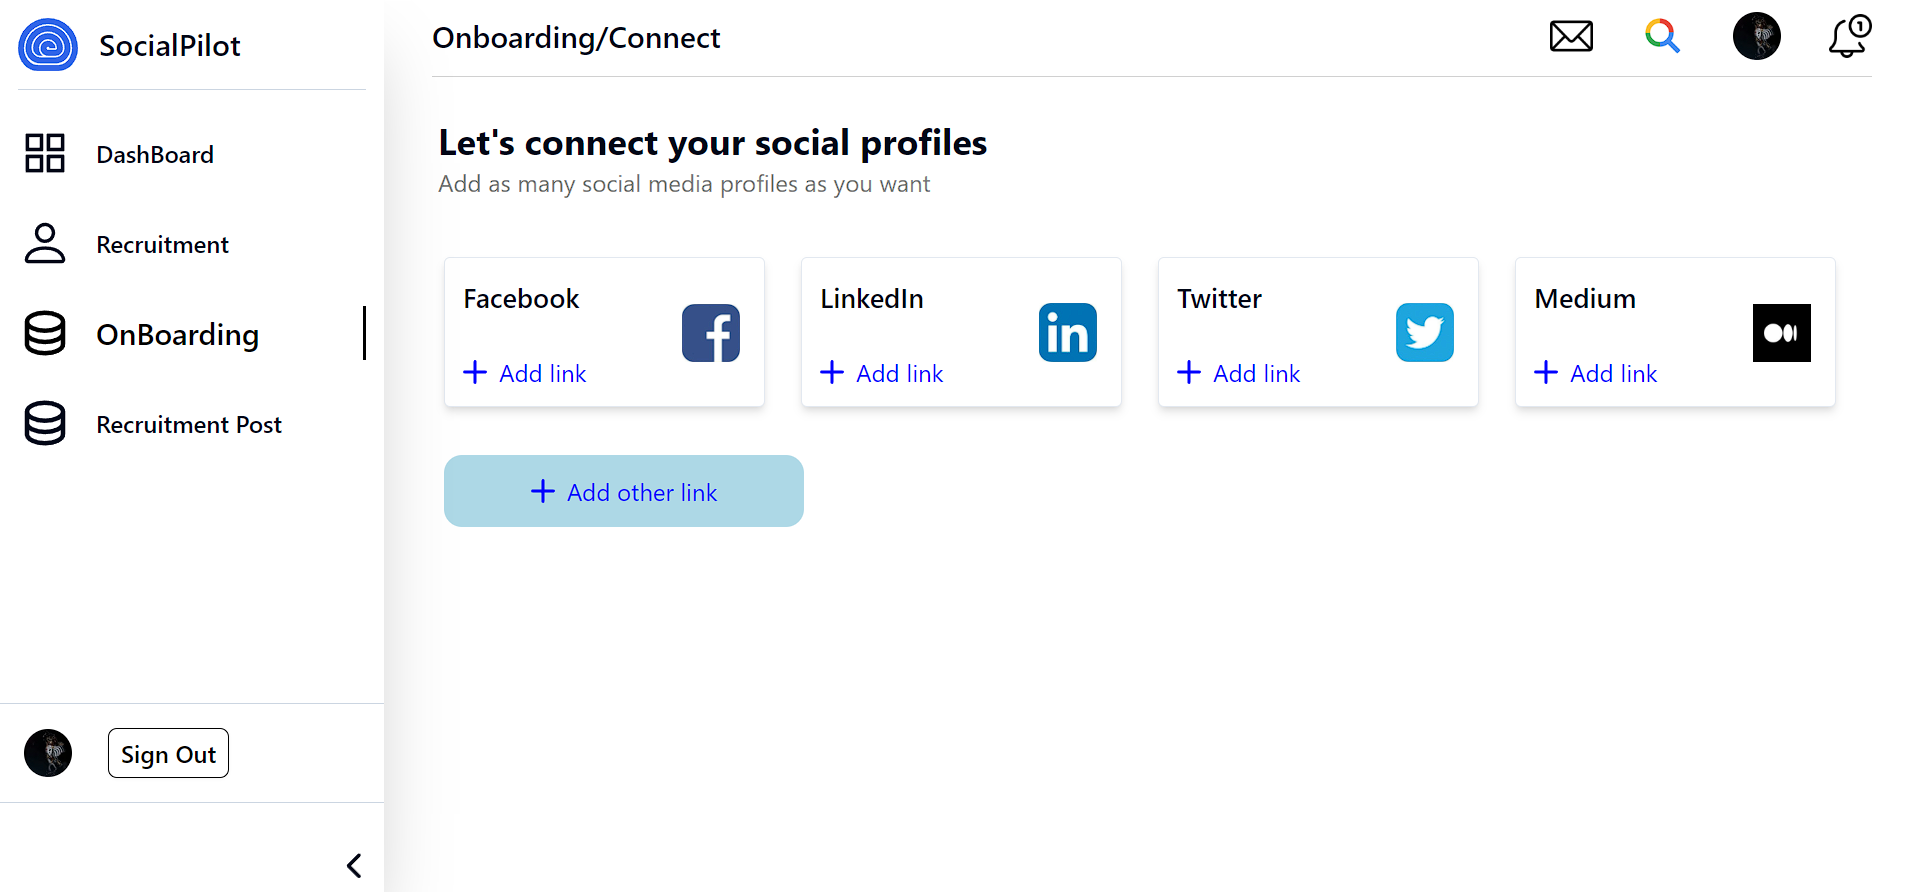 SocialPilot
DashBoard
Recruitment
OnBoarding
Recruitment Post
Sign Out
Onboarding/Connect
1
Let's connect your social profiles
Add as many social media profiles as you want
Facebook
f
+ Add link
LinkedIn
in
+ Add link
Twitter
+ Add link
Medium
+ Add link
+ Add other link